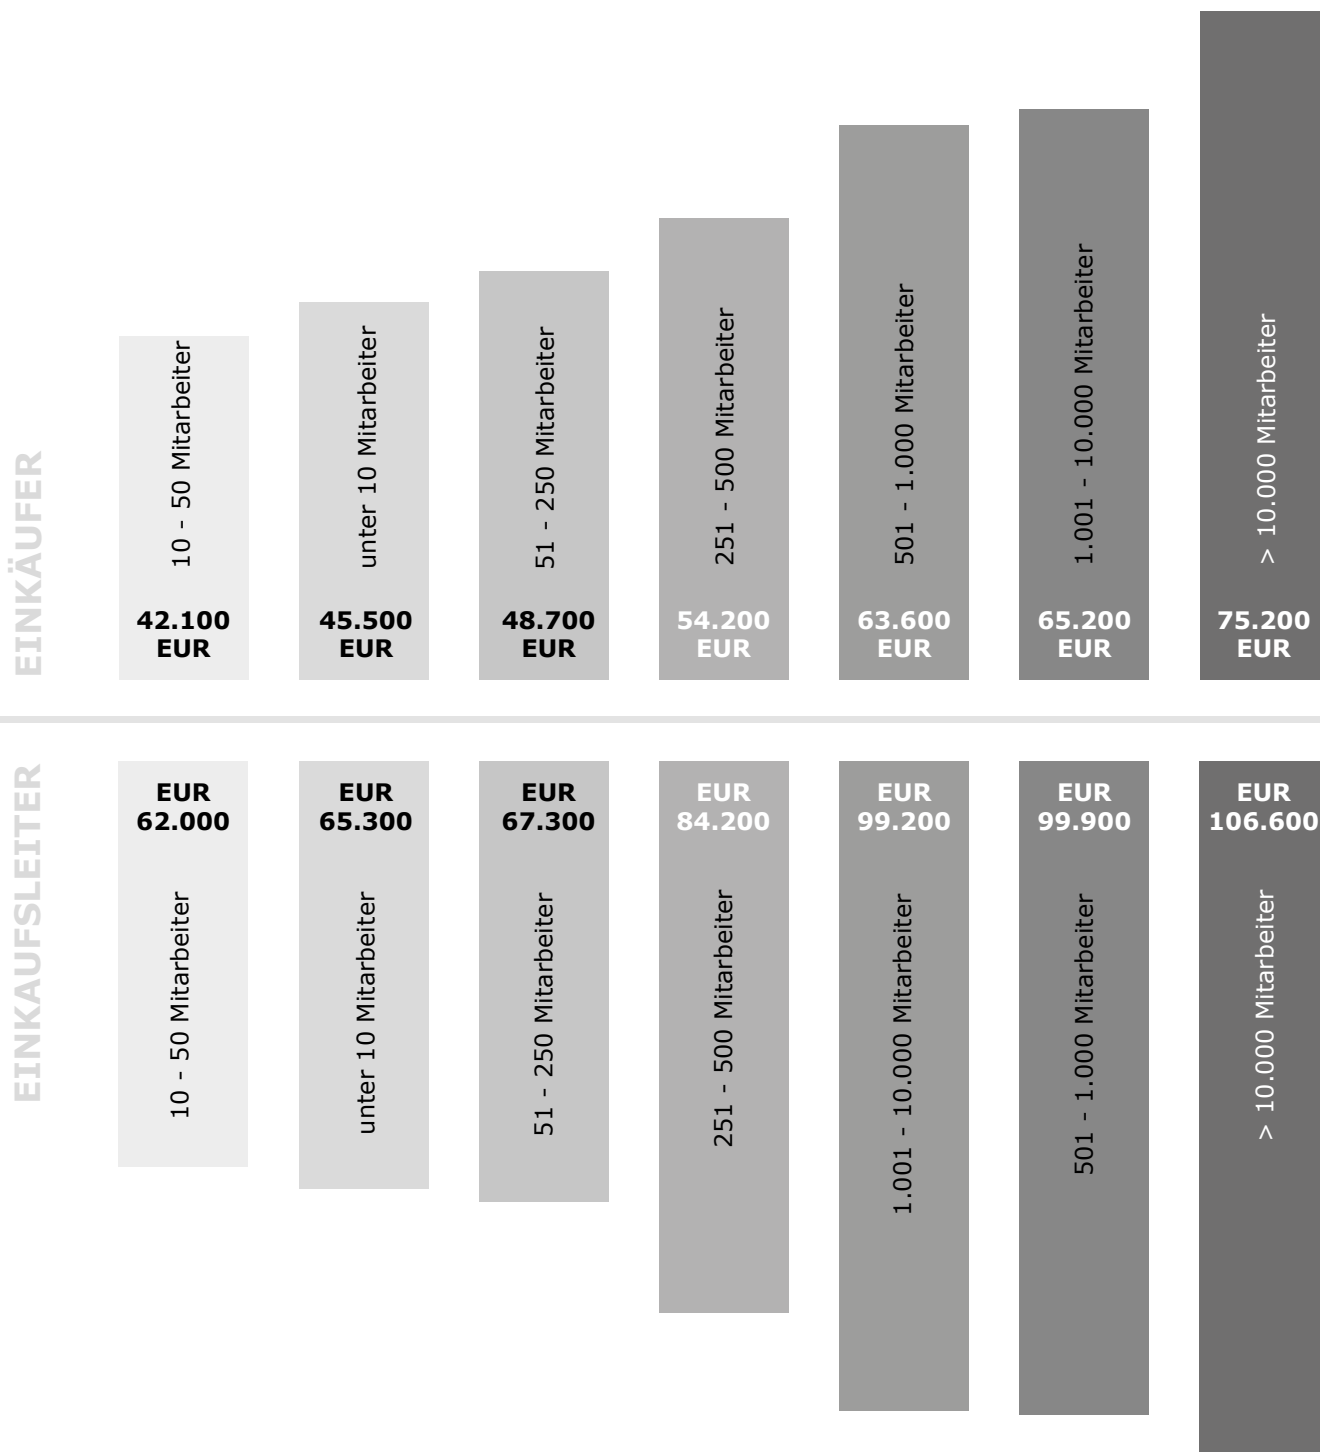 EINKÄUFER
10 - 50 Mitarbeiter
42.100
EUR
unter 10 Mitarbeiter
45.500
EUR
51 - 250 Mitarbeiter
48.700
EUR
251 - 500 Mitarbeiter
54.200
EUR
501 - 1.000 Mitarbeiter
63.600
EUR
1.001 - 10.000 Mitarbeiter
65.200
EUR
> 10.000 Mitarbeiter
75.200
EUR
EINKAUFSLEITER
EUR
62.000
10 - 50 Mitarbeiter
EUR
65.300
unter 10 Mitarbeiter
EUR
67.300
51 - 250 Mitarbeiter
EUR
84.200
251 - 500 Mitarbeiter
EUR
99.200
1.001 - 10.000 Mitarbeiter
EUR
99.900
501 - 1.000 Mitarbeiter
EUR
106.600
> 10.000 Mitarbeiter